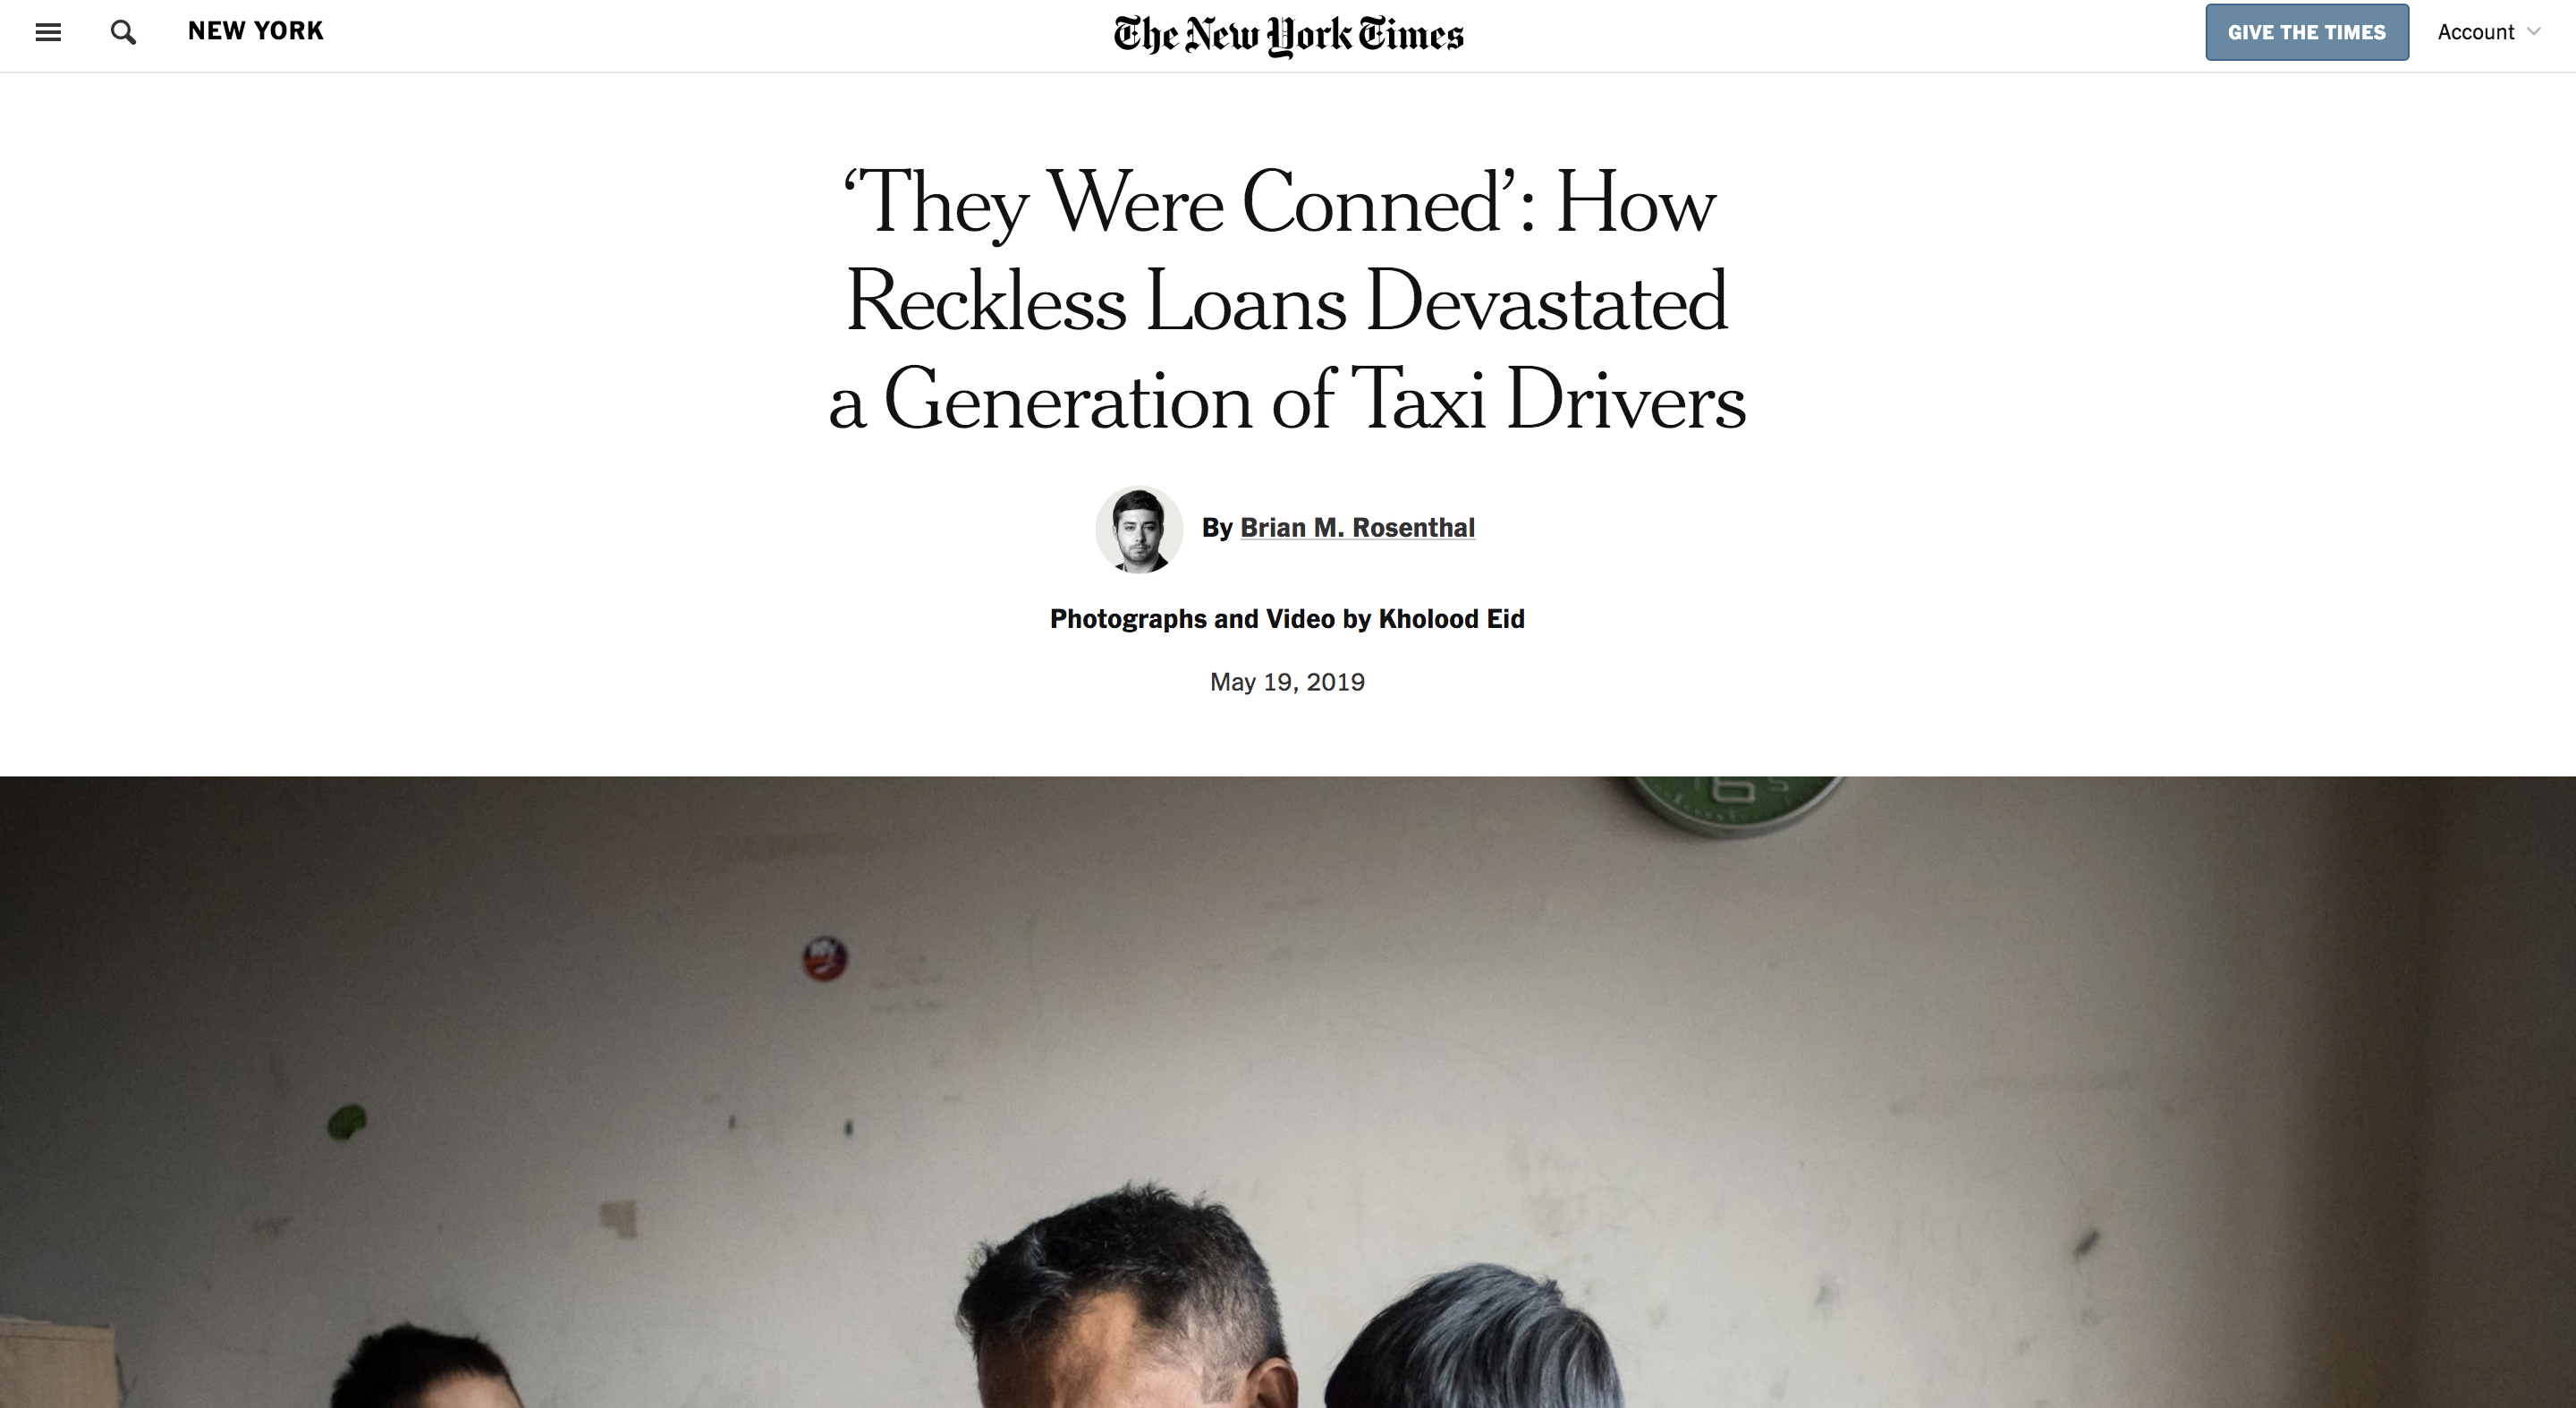 NEW YORK
The New York Times
GIVE THE TIMES
Account
‘They Were Conned’: How
Reckless Loans Devastated
a Generation of Taxi Drivers
By Brian M. Rosenthal
Photographs and Video by Kholood Eid
May 19, 2019
6